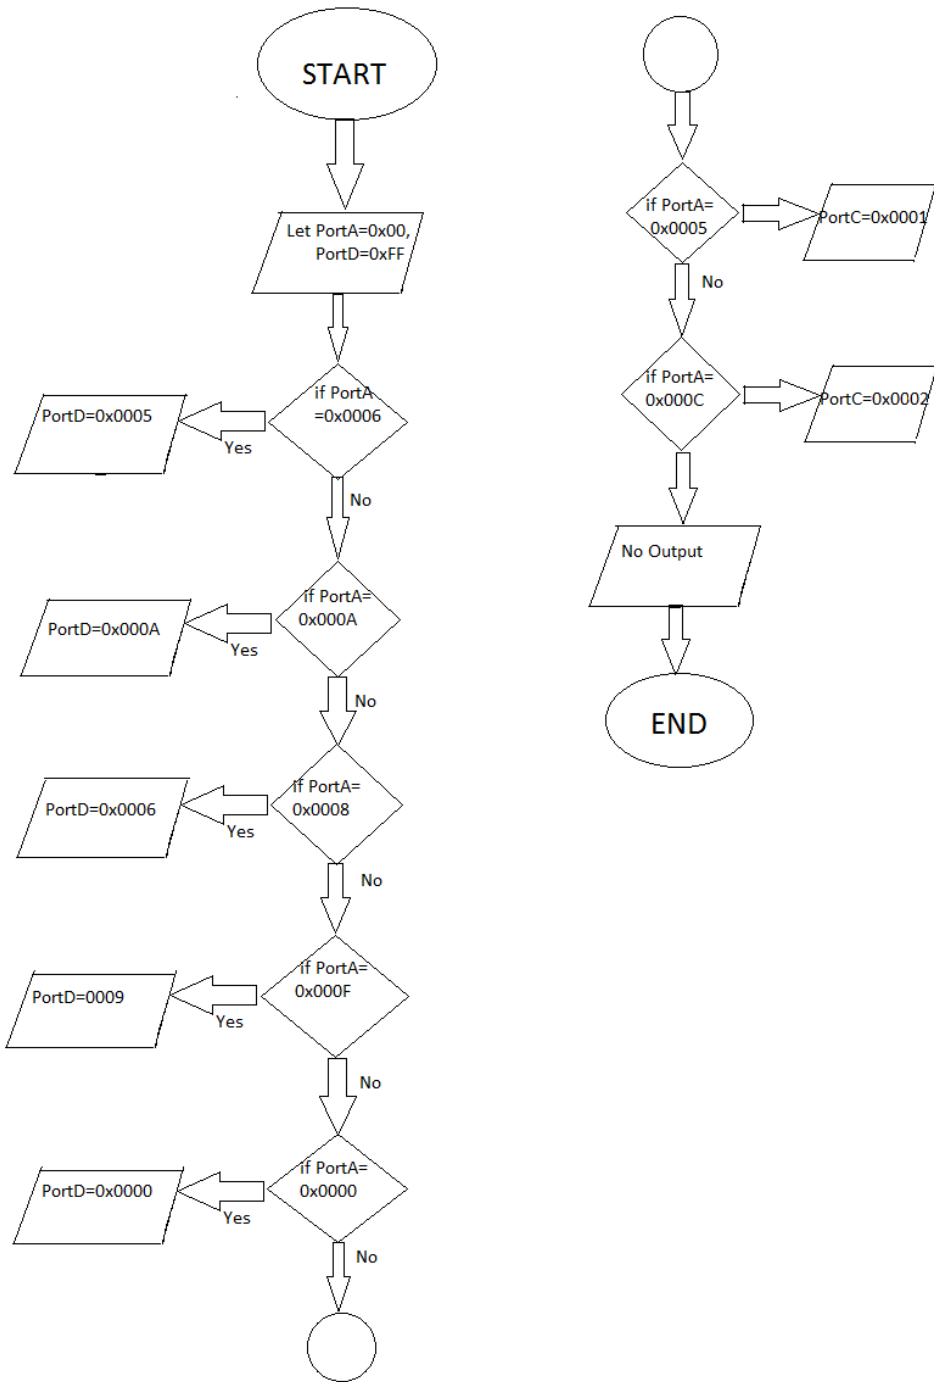 START
Let PortA=0x00,
PortD=0xFF
if PortA
=0x0006
PortD=0x0005
Yes
No
if PortA=
0x000A
PortD=0x000A
Yes
No
if PortA=
0x0008
PortD=0x0006
Yes
No
if PortA=
0x000F
PortD=0009
Yes
No
if PortA=
0x0000
PortD=0x0000
Yes
No
if PortA=
0x0005
PortC=0x0001
No
if PortA=
0x000C
PortC=0x0002
No Output
END